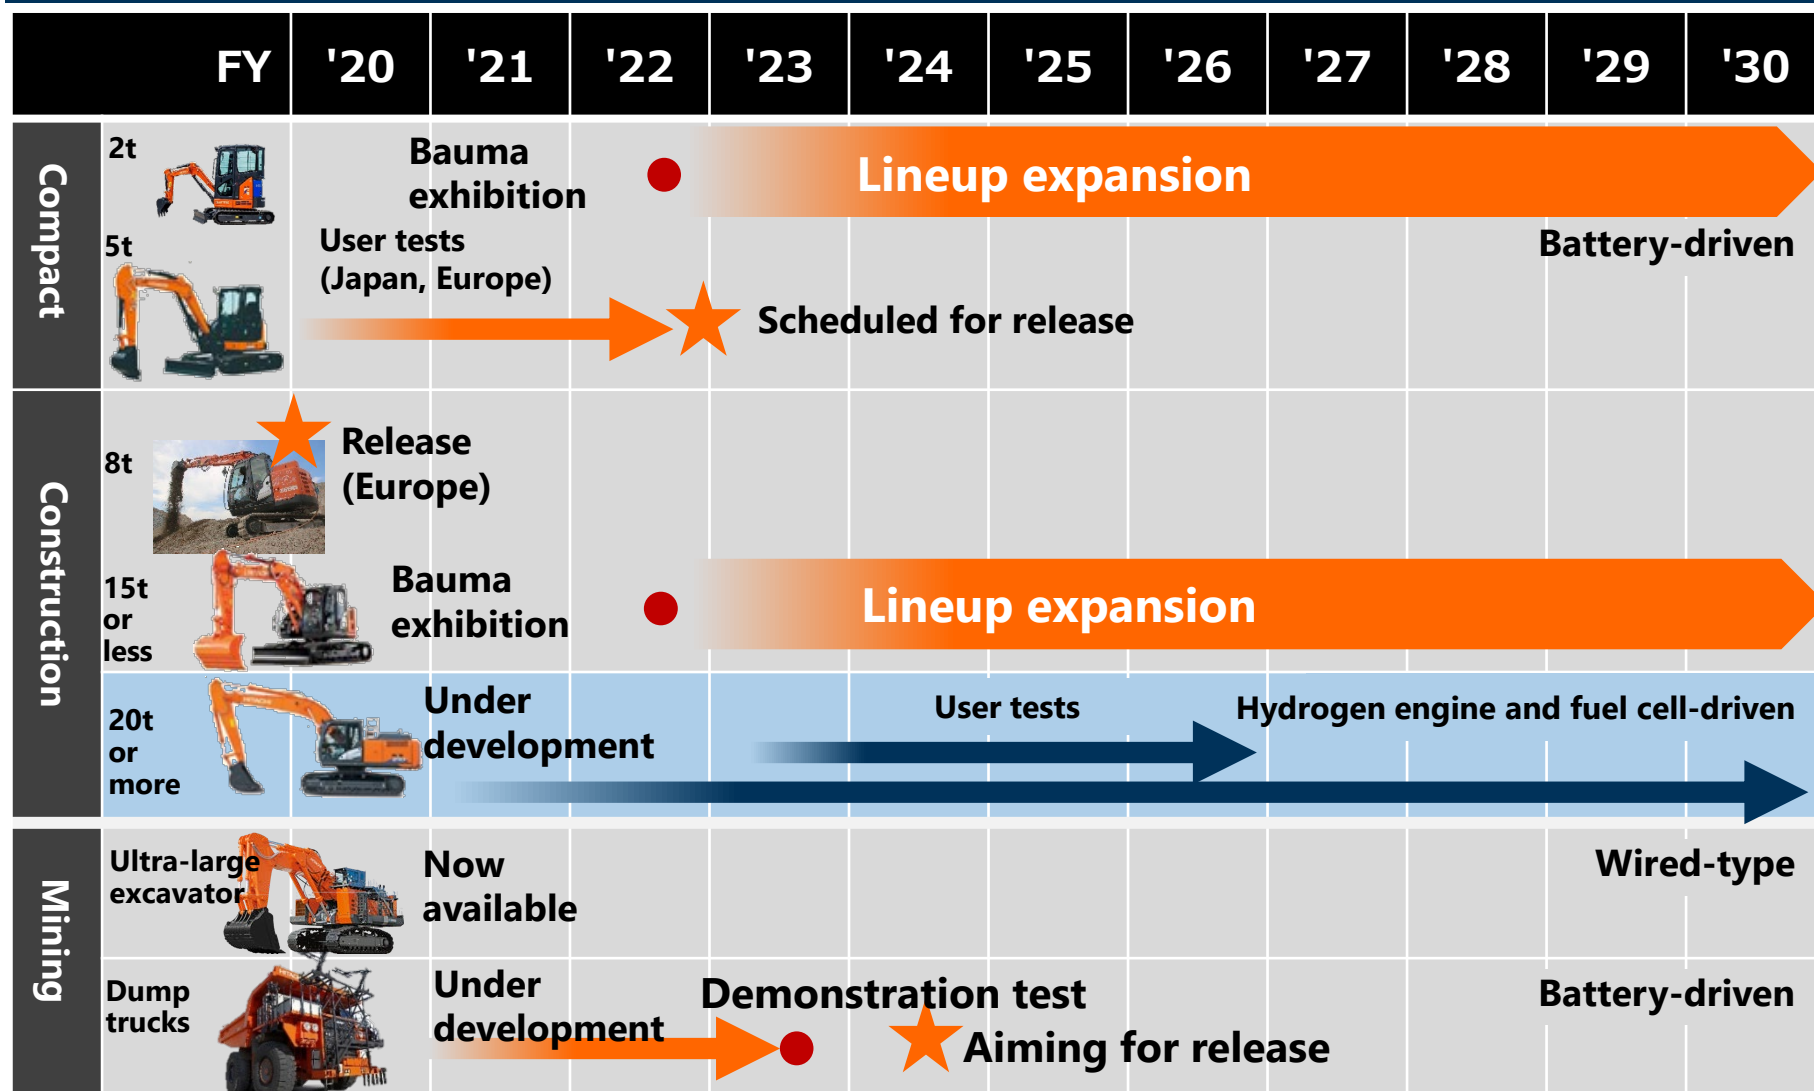 FY '20 '21 '22 '23 '24 '25 '26 '27 '28 '29 '30
Compact
2t
Bauma
exhibition
Lineup expansion
Battery-driven
5t
User tests
(Japan, Europe)
Scheduled for release
Construction
8t
Release
(Europe)
15t
or
less
Bauma
exhibition
Lineup expansion
20t
or
more
Under
development
User tests
Hydrogen engine and fuel cell-driven
Mining
Ultra-large
excavator
Now
available
Wired-type
Dump
trucks
Under
development
Demonstration test
Aiming for release
Battery-driven